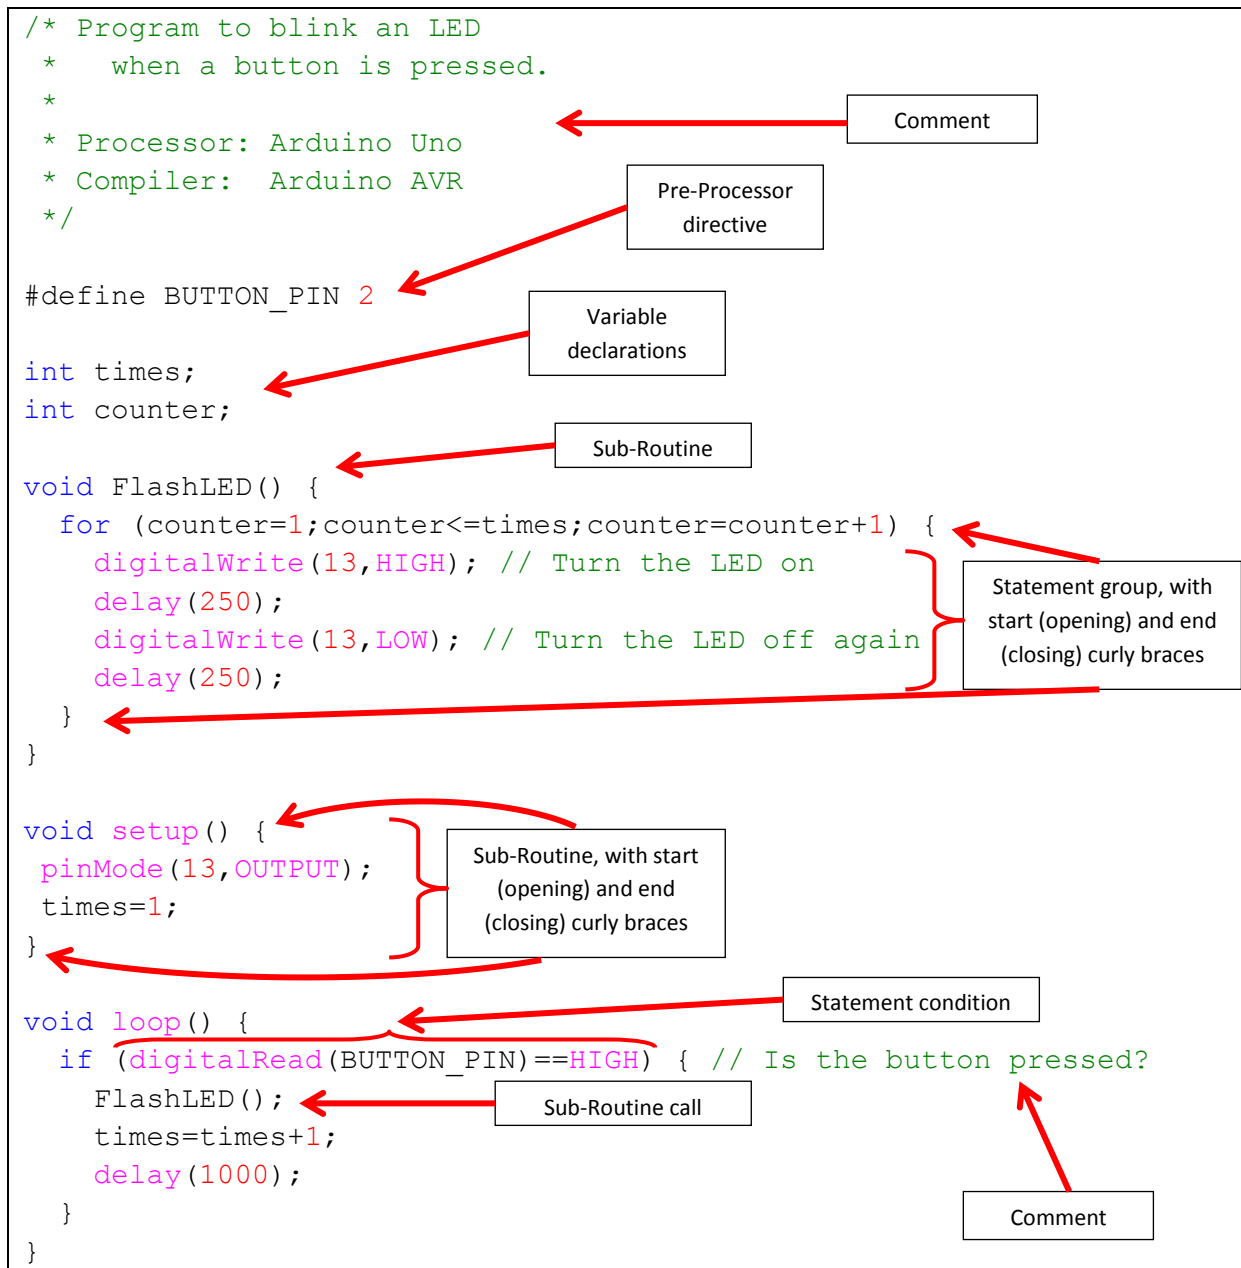 /* Program to blink an LED
 *   when a button is pressed.
 *
 * Processor: Arduino Uno
 * Compiler:  Arduino AVR
 */
Comment
Pre-Processor
directive
#define BUTTON_PIN 2
Variable
declarations
int times;
int counter;
Sub-Routine
void FlashLED() {
  for (counter=1;counter<=times;counter=counter+1) {
    digitalWrite(13,HIGH); // Turn the LED on
    delay(250);
    digitalWrite(13,LOW); // Turn the LED off again
    delay(250);
  }
}
Statement group, with
start (opening) and end
(closing) curly braces
void setup() {
 pinMode(13,OUTPUT);
 times=1;
}
Sub-Routine, with start
(opening) and end
(closing) curly braces
Statement condition
void loop() {
  if (digitalRead(BUTTON_PIN)==HIGH) { // Is the button pressed?
    FlashLED();
    times=times+1;
    delay(1000);
  }
}
Sub-Routine call
Comment